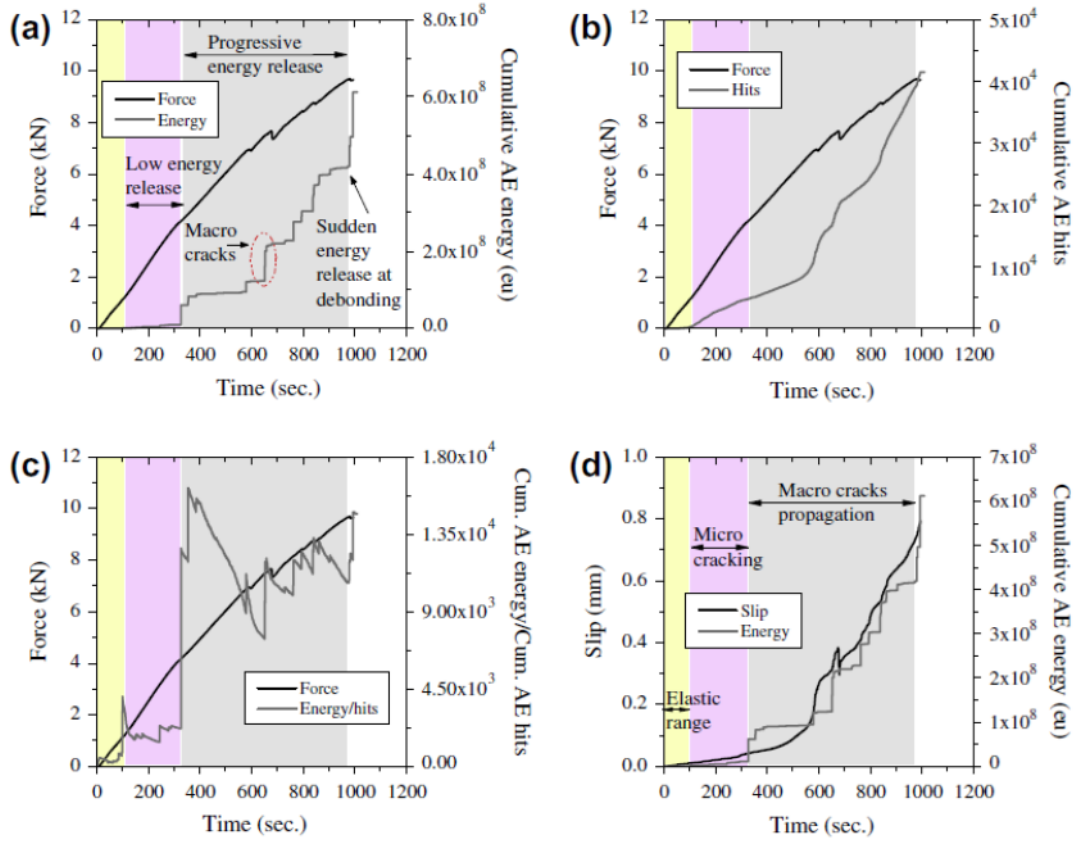 (a)
12
10
8
6
4
2
0
Force (kN)
Progressive
energy release
Force
Energy
Low energy
release
Macro
cracks
Sudden
energy
release at
debonding
8.0x10^8
6.0x10^8
4.0x10^8
2.0x10^8
0.0
Cumulative AE energy (eu)
0 200 400 600 800 1000 1200
Time (sec.)
(b)
12
10
8
6
4
2
0
Force (kN)
Force
Hits
5x10^4
4x10^4
3x10^4
2x10^4
1x10^4
0
Cumulative AE hits
0 200 400 600 800 1000 1200
Time (sec.)
(c)
12
10
8
6
4
2
0
Force (kN)
Force
Energy/hits
1.80x10^4
1.35x10^4
9.00x10^3
4.50x10^3
0.00
Cum. AE energy/Cum. AE hits
0 200 400 600 800 1000 1200
Time (sec.)
(d)
1.0
0.8
0.6
0.4
0.2
0.0
Slip (mm)
Macro cracks
propagation
Micro
cracking
Slip
Energy
Elastic
range
7x10^8
6x10^8
5x10^8
4x10^8
3x10^8
2x10^8
1x10^8
0
Cumulative AE energy (eu)
0 200 400 600 800 1000 1200
Time (sec.)